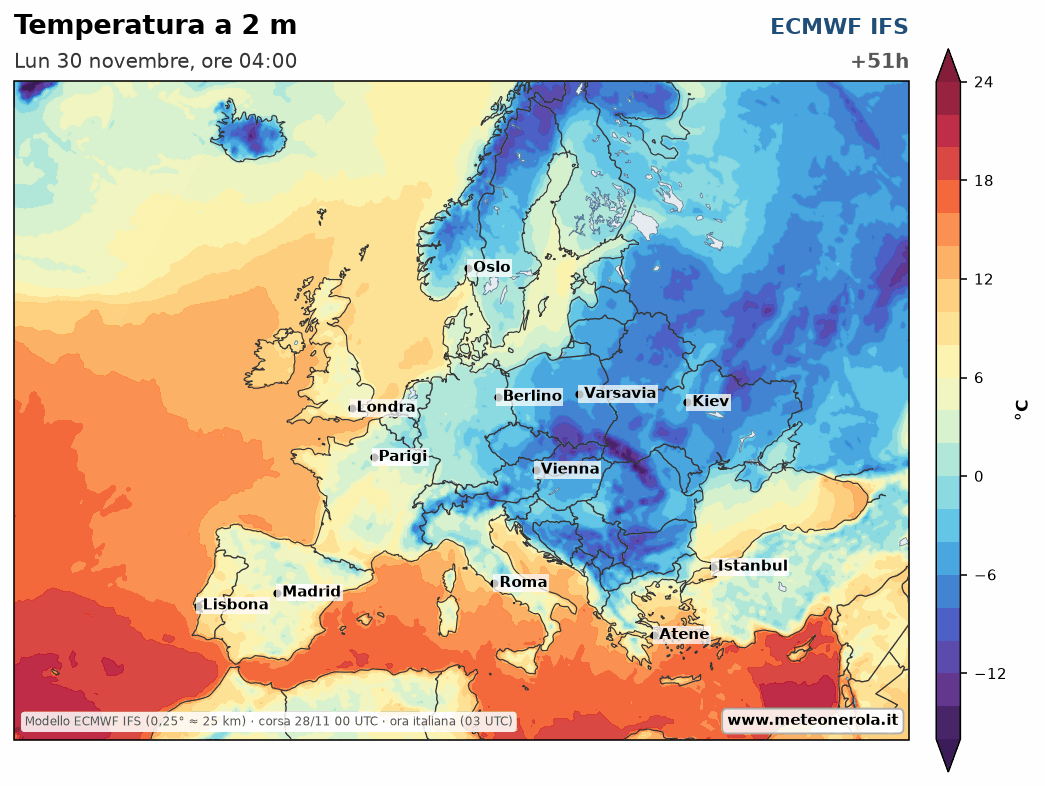 Temperatura a 2 m
ECMWF IFS
Lun 30 novembre, ore 04:00
+51h
24
18
12
6
0
−6
−12
°C
Oslo
Berlino
Varsavia
Kiev
Londra
Parigi
Vienna
Istanbul
Roma
Madrid
Lisbona
Atene
Modello ECMWF IFS (0,25° ≈ 25 km) · corsa 28/11 00 UTC · ora italiana (03 UTC)
www.meteonerola.it